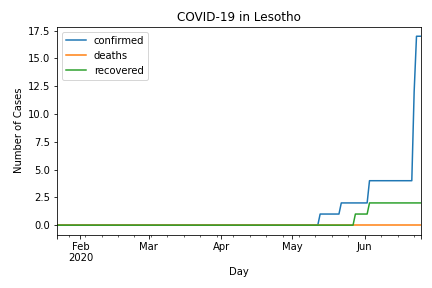 COVID-19 in Lesotho
confirmed
deaths
recovered
Number of Cases
17.5
15.0
12.5
10.0
7.5
5.0
2.5
0.0
Feb
2020
Mar
Apr
May
Jun
Day